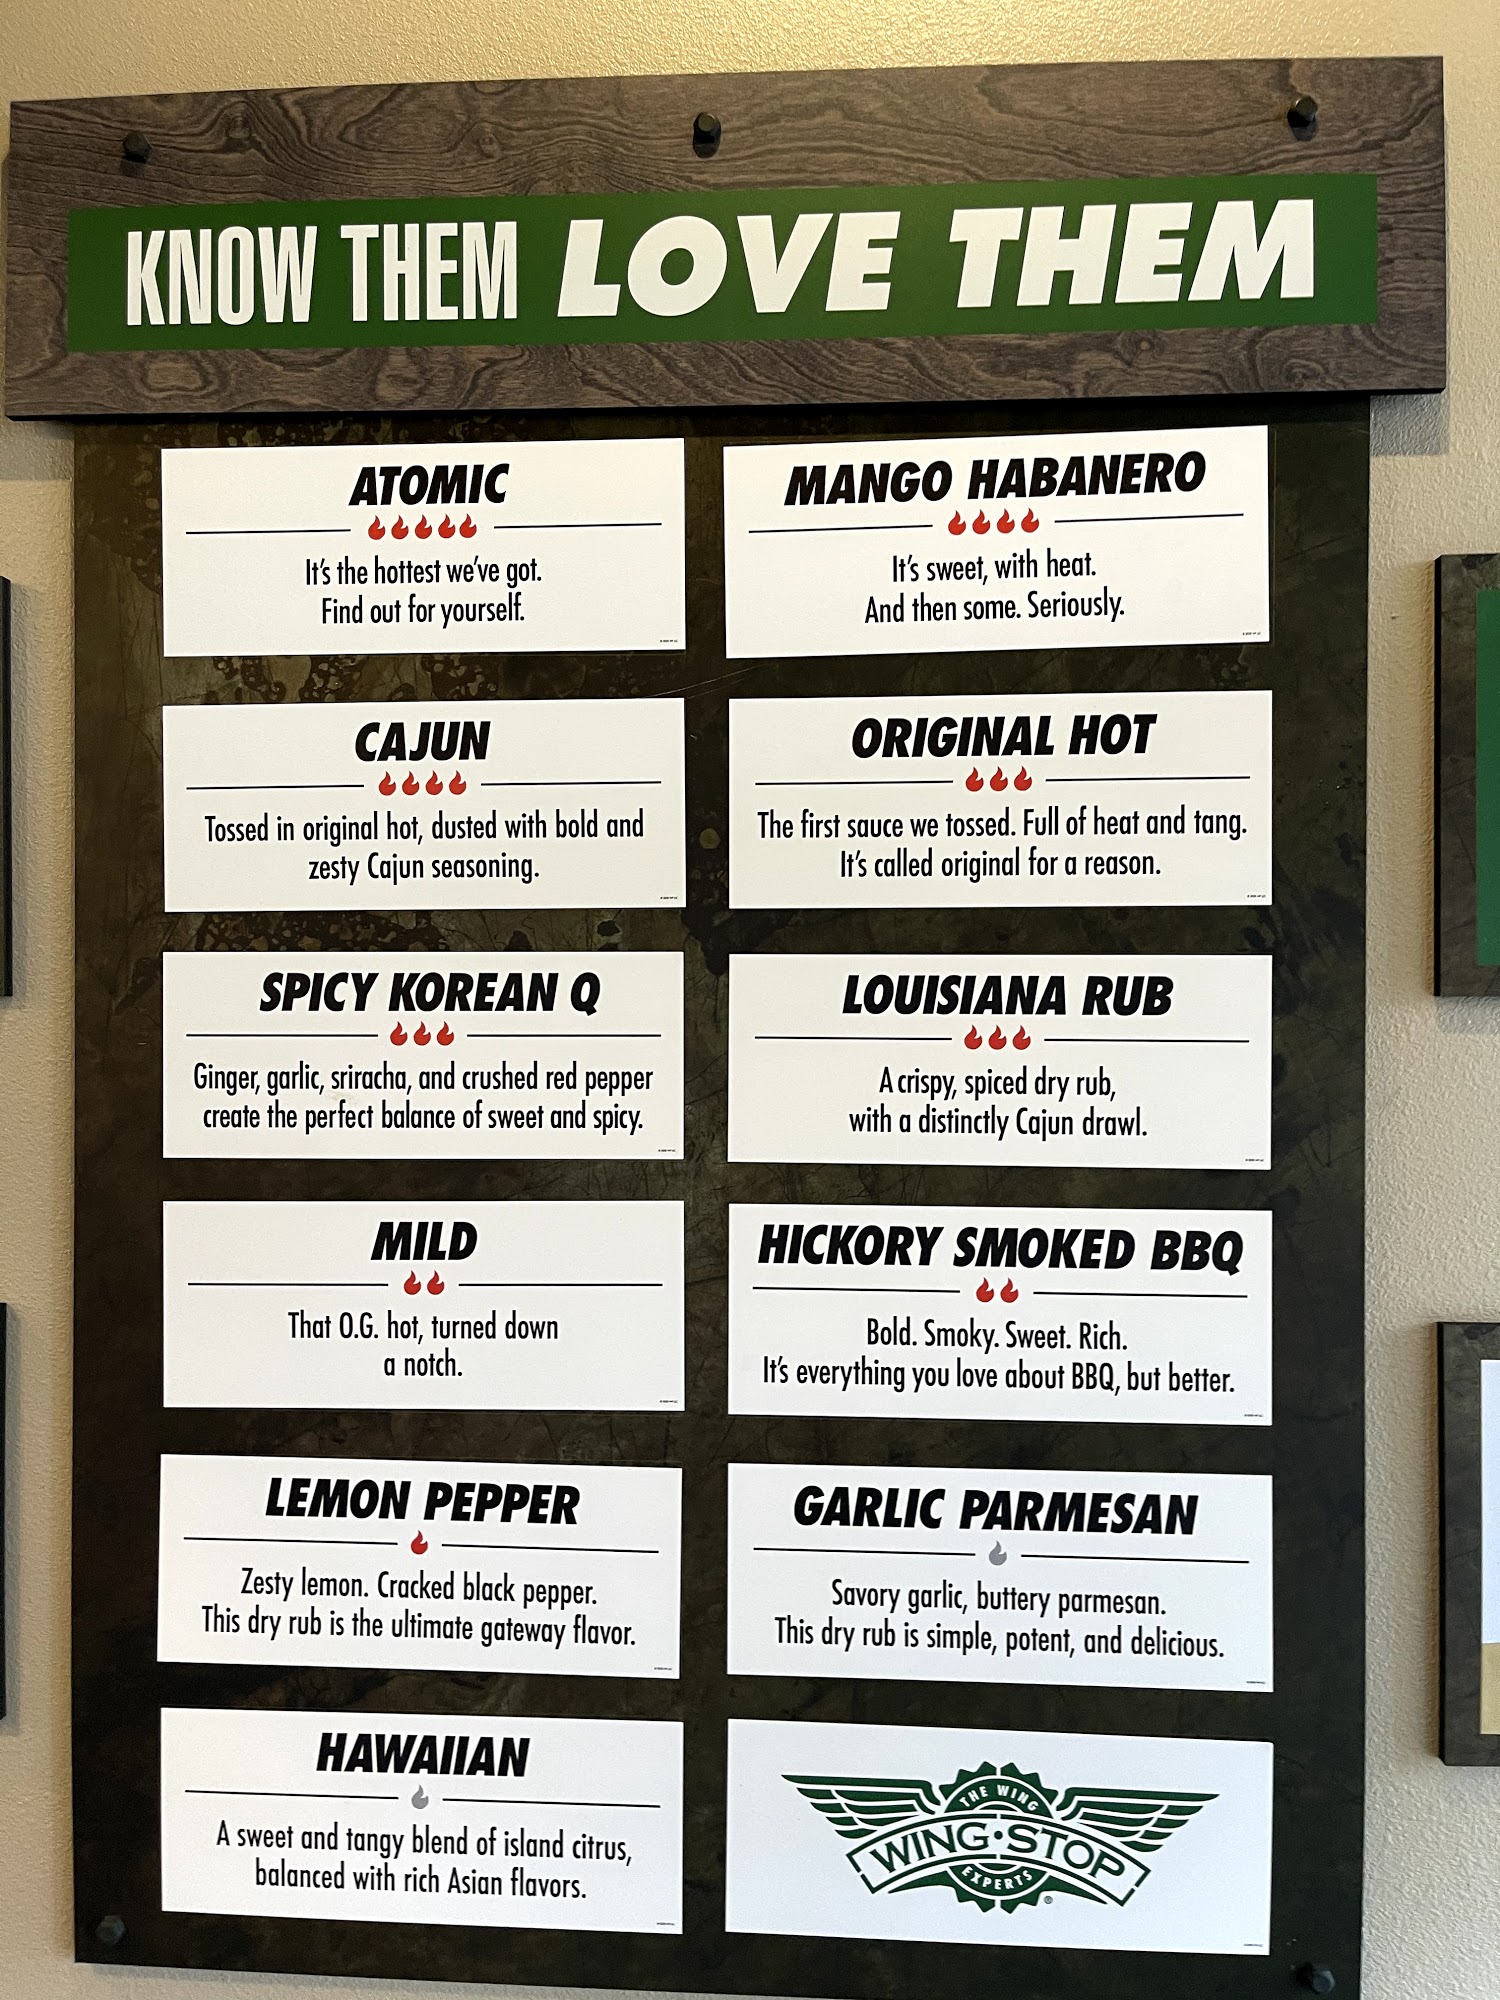 KNOW THEM LOVE THEM
ATOMIC
It's the hottest we've got.
Find out for yourself.
MANGO HABANERO
It's sweet, with heat.
And then some. Seriously.
CAJUN
Tossed in original hot, dusted with bold and
zesty Cajun seasoning.
ORIGINAL HOT
The first sauce we tossed. Full of heat and tang.
It's called original for a reason.
SPICY KOREAN Q
Ginger, garlic, sriracha, and crushed red pepper
create the perfect balance of sweet and spicy.
LOUISIANA RUB
A crispy, spiced dry rub,
with a distinctly Cajun drawl.
MILD
That O.G. hot, turned down
a notch.
HICKORY SMOKED BBQ
Bold. Smoky. Sweet. Rich.
It's everything you love about BBQ, but better.
LEMON PEPPER
Zesty lemon. Cracked black pepper.
This dry rub is the ultimate gateway flavor.
GARLIC PARMESAN
Savory garlic, buttery parmesan.
This dry rub is simple, potent, and delicious.
HAWAIIAN
A sweet and tangy blend of island citrus,
balanced with rich Asian flavors.
THE WING
WING•STOP
EXPERTS
®